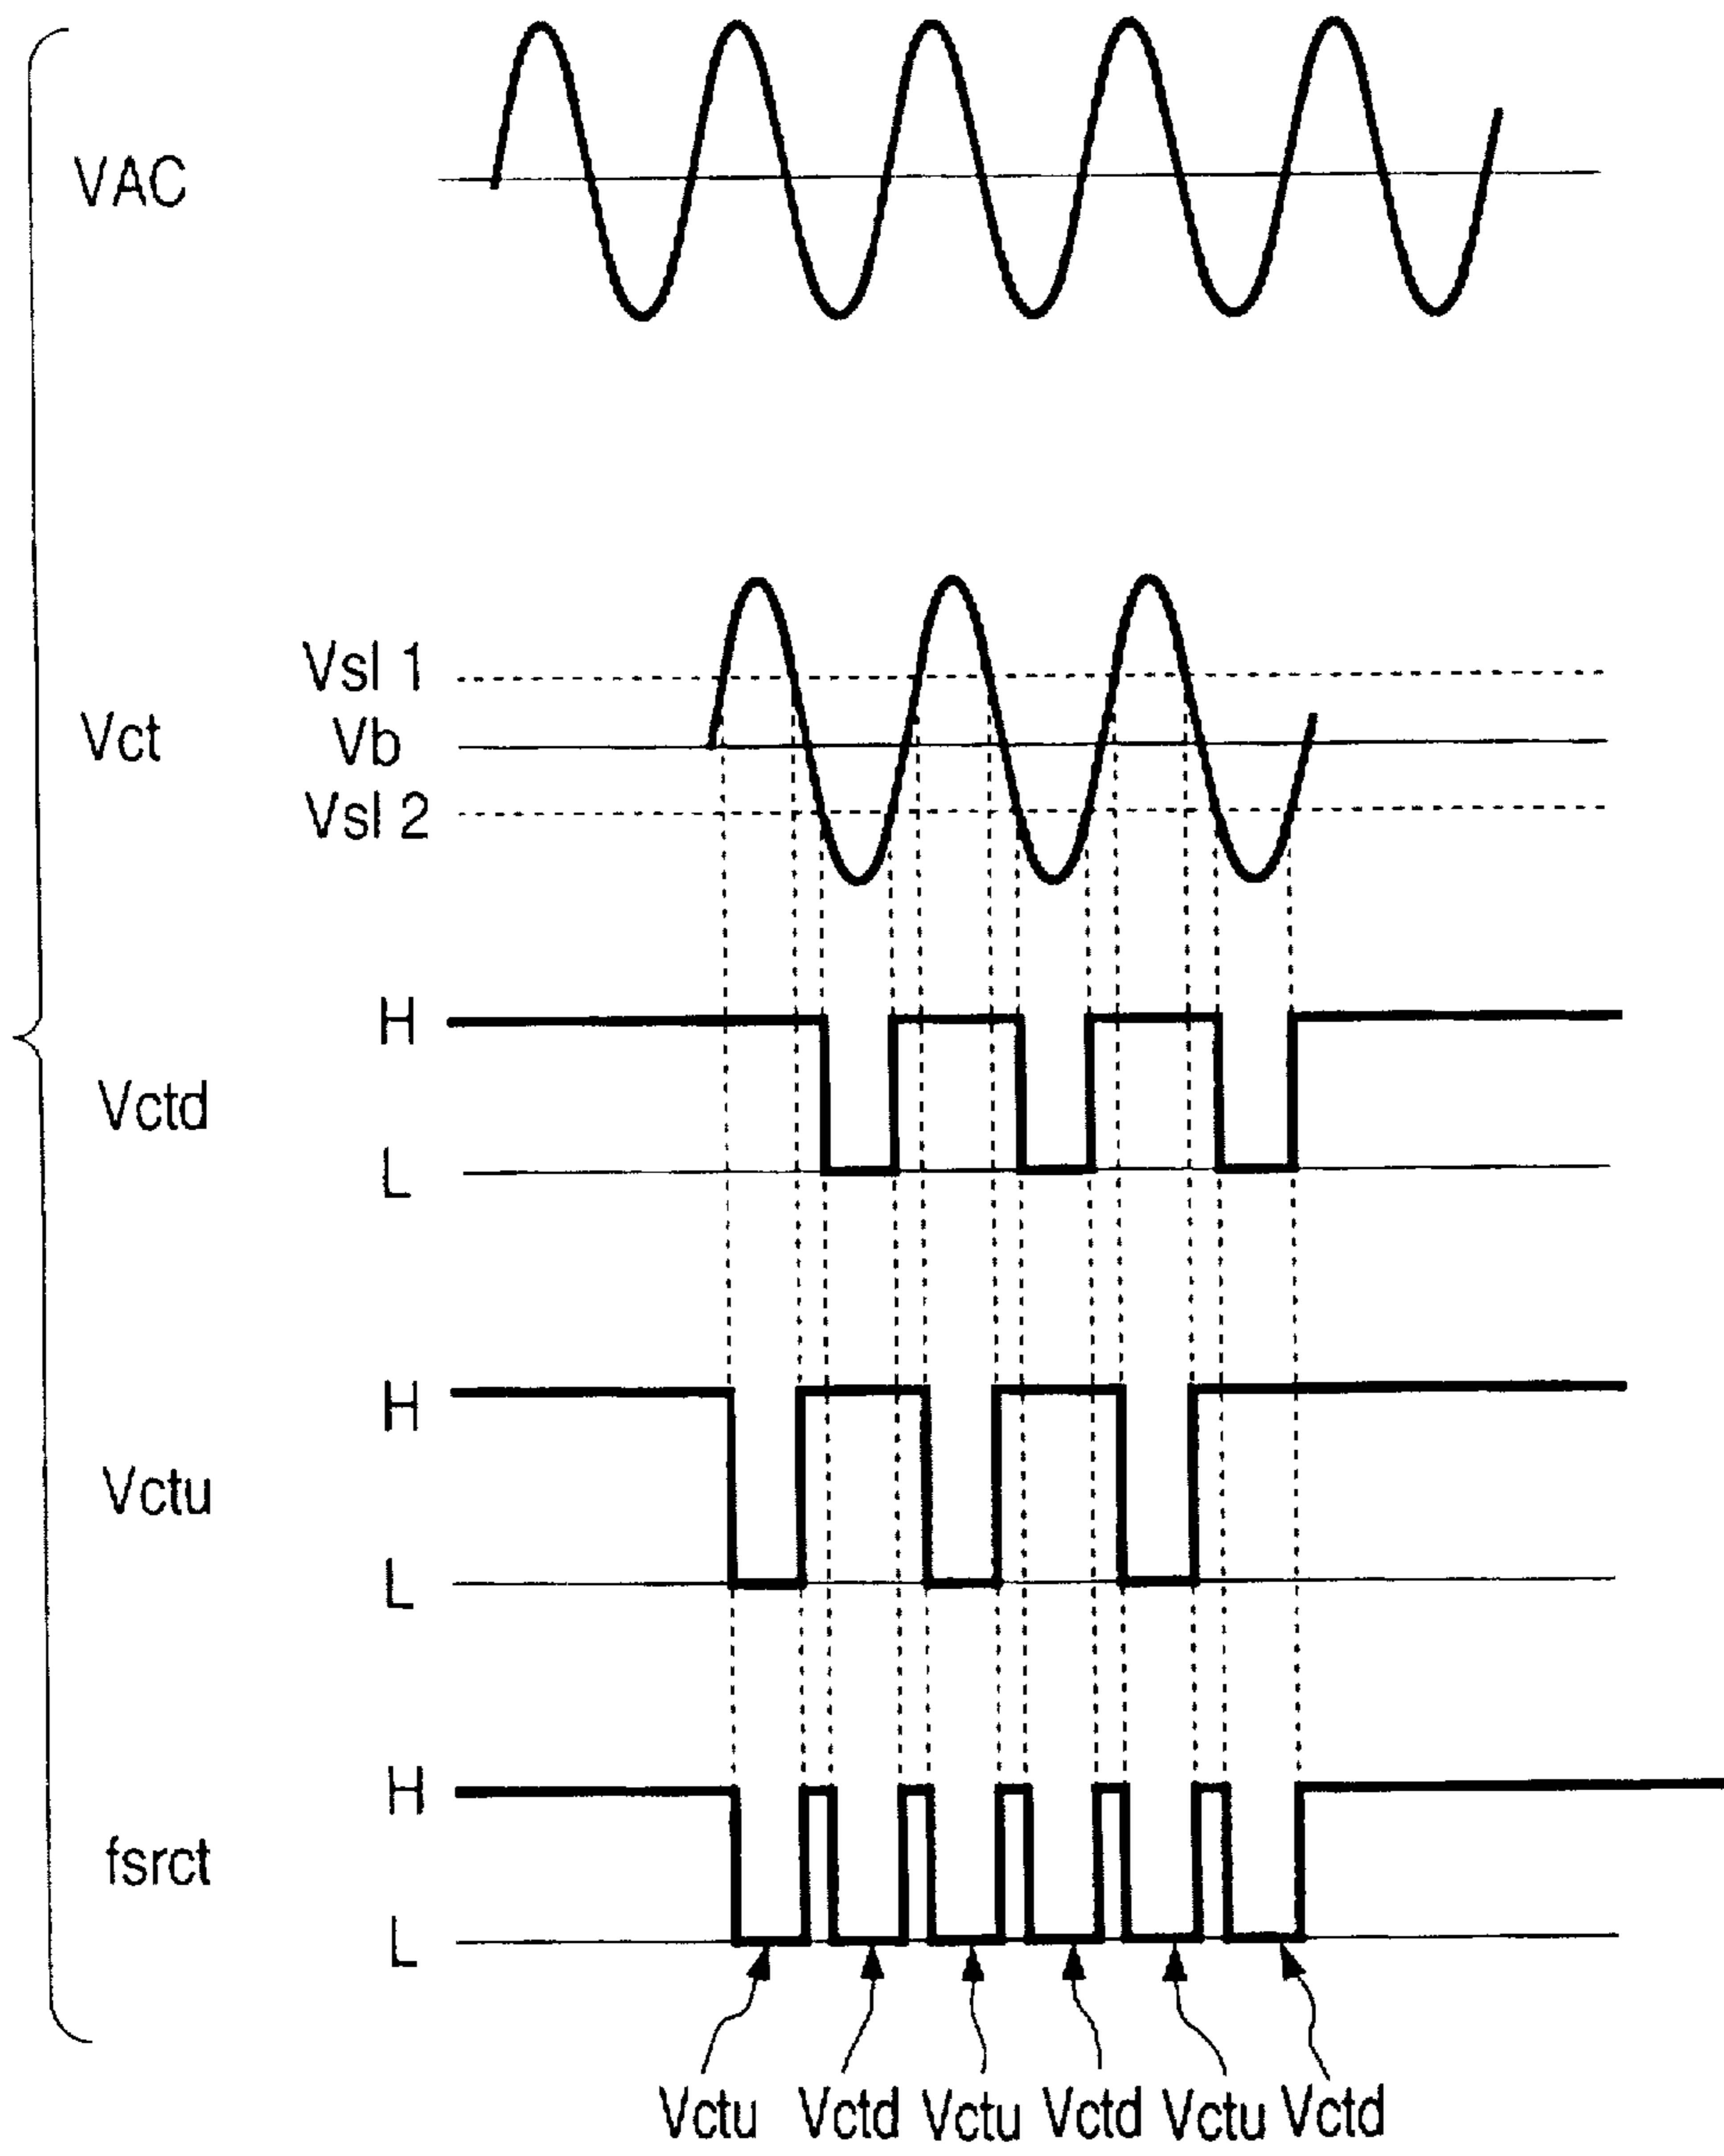 VAC
Vsl 1
Vct Vb
Vsl 2
H
Vctd
L
H
Vctu
L
H
fsrct
L
Vctu Vctd Vctu Vctd Vctu Vctd